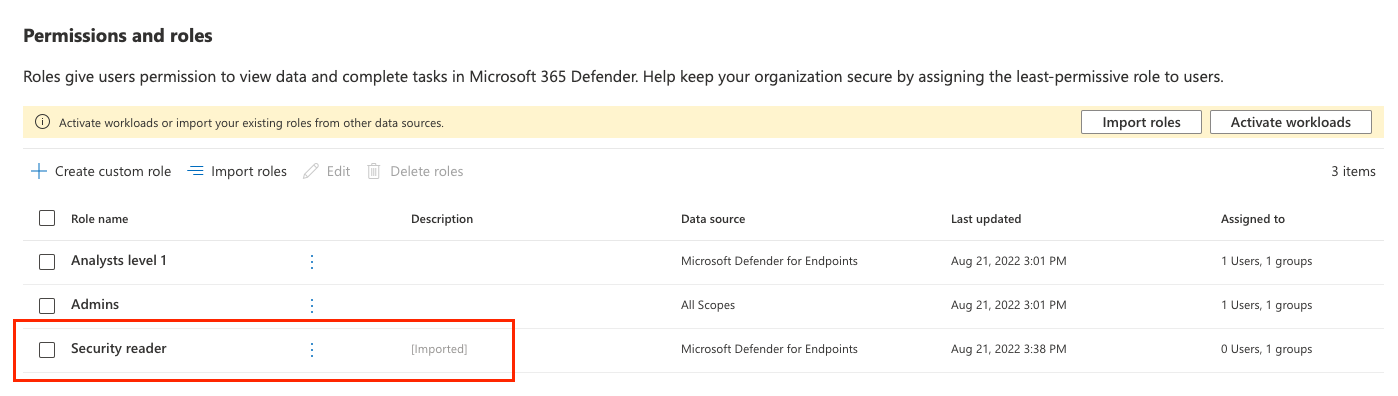 Permissions and roles
Roles give users permission to view data and complete tasks in Microsoft 365 Defender. Help keep your organization secure by assigning the least-permissive role to users.
Activate workloads or import your existing roles from other data sources. Import roles Activate workloads
Create custom role Import roles Edit Delete roles 3 items
Role name Description Data source Last updated Assigned to
Analysts level 1 Microsoft Defender for Endpoints Aug 21, 2022 3:01 PM 1 Users, 1 groups
Admins All Scopes Aug 21, 2022 3:01 PM 1 Users, 1 groups
Security reader [Imported] Microsoft Defender for Endpoints Aug 21, 2022 3:38 PM 0 Users, 1 groups